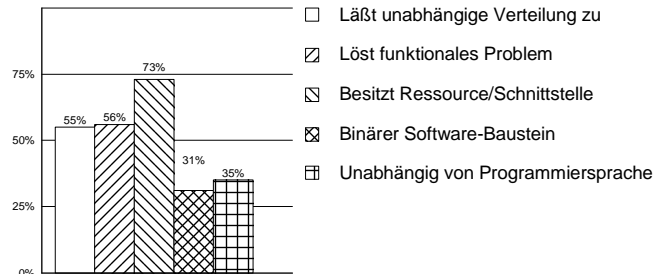 75%
50%
25%
0%
55%
56%
73%
31%
35%
Läßt unabhängige Verteilung zu
Löst funktionales Problem
Besitzt Ressource/Schnittstelle
Binärer Software-Baustein
Unabhängig von Programmiersprache